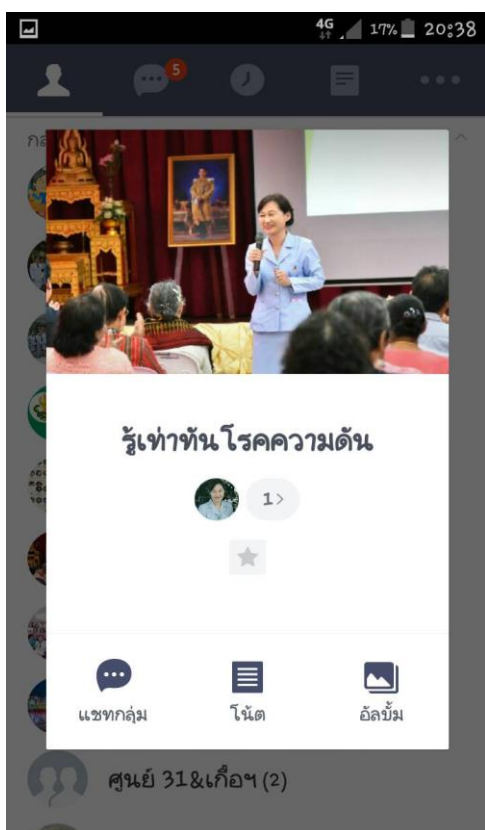 4G 17% 20:38
5
รู้เท่าทันโรคความดัน
1 >
แชทกลุ่ม โน้ต อัลบั้ม
ศูนย์ 31&เกื้อฯ (2)